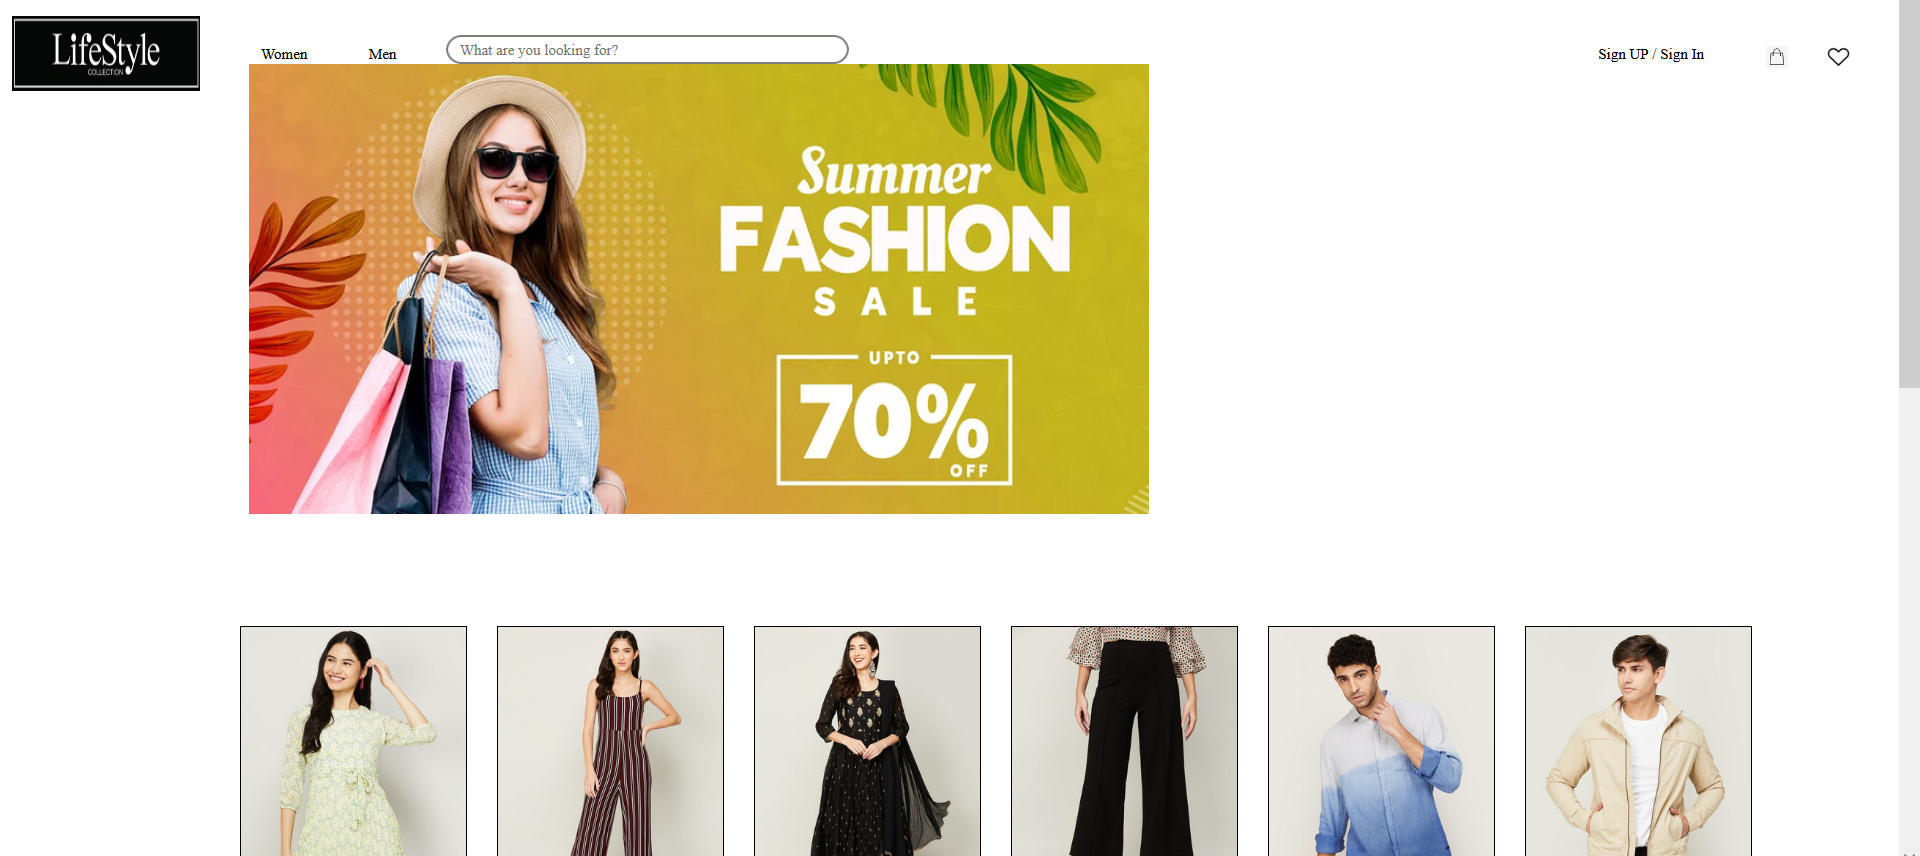 LifeStyle
COLLECTION
Women
Men
What are you looking for?
Sign UP / Sign In
Summer
FASHION
SALE
UPTO
70%
OFF